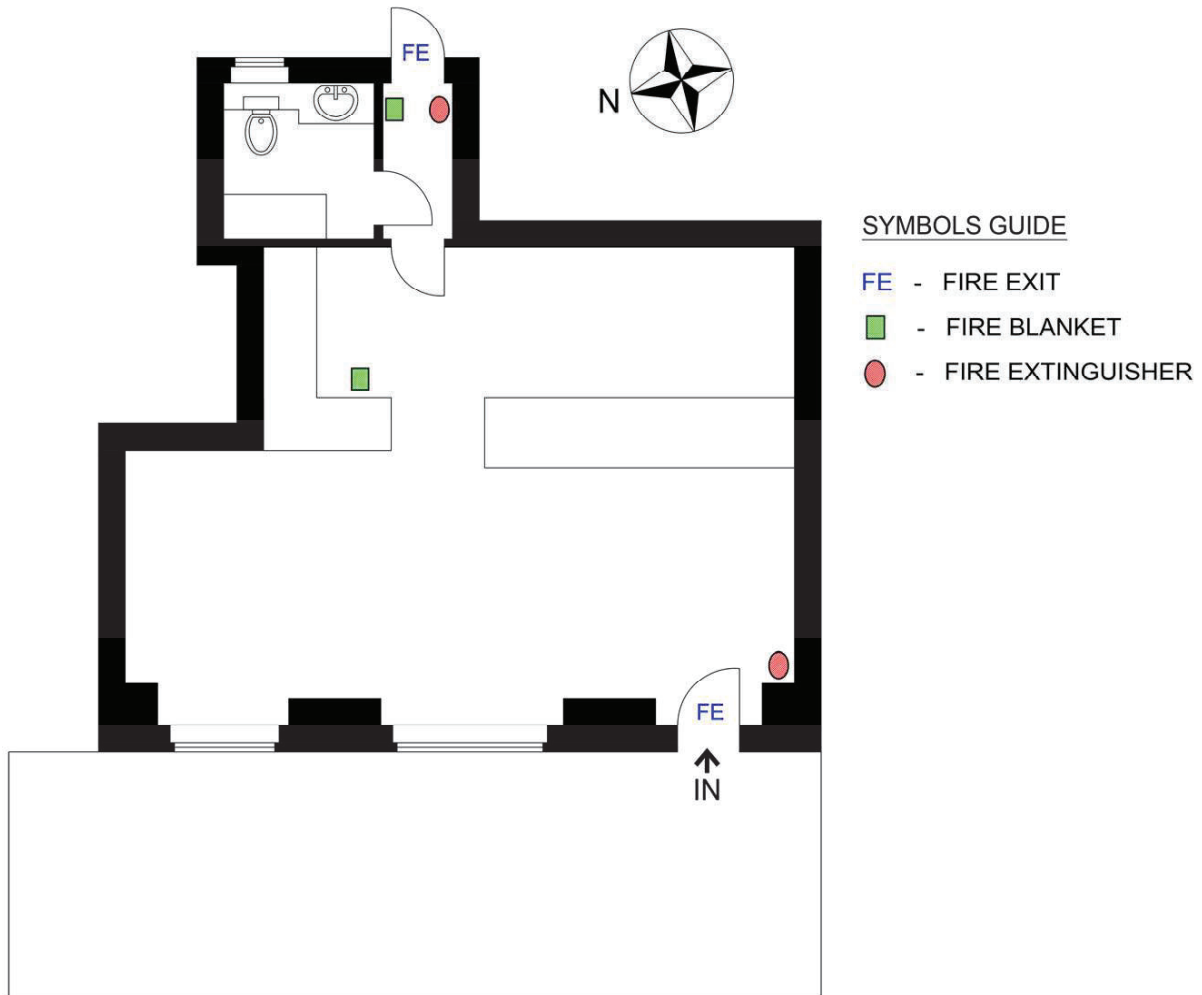 FE
N
SYMBOLS GUIDE
FE - FIRE EXIT
- FIRE BLANKET
- FIRE EXTINGUISHER
FE
IN